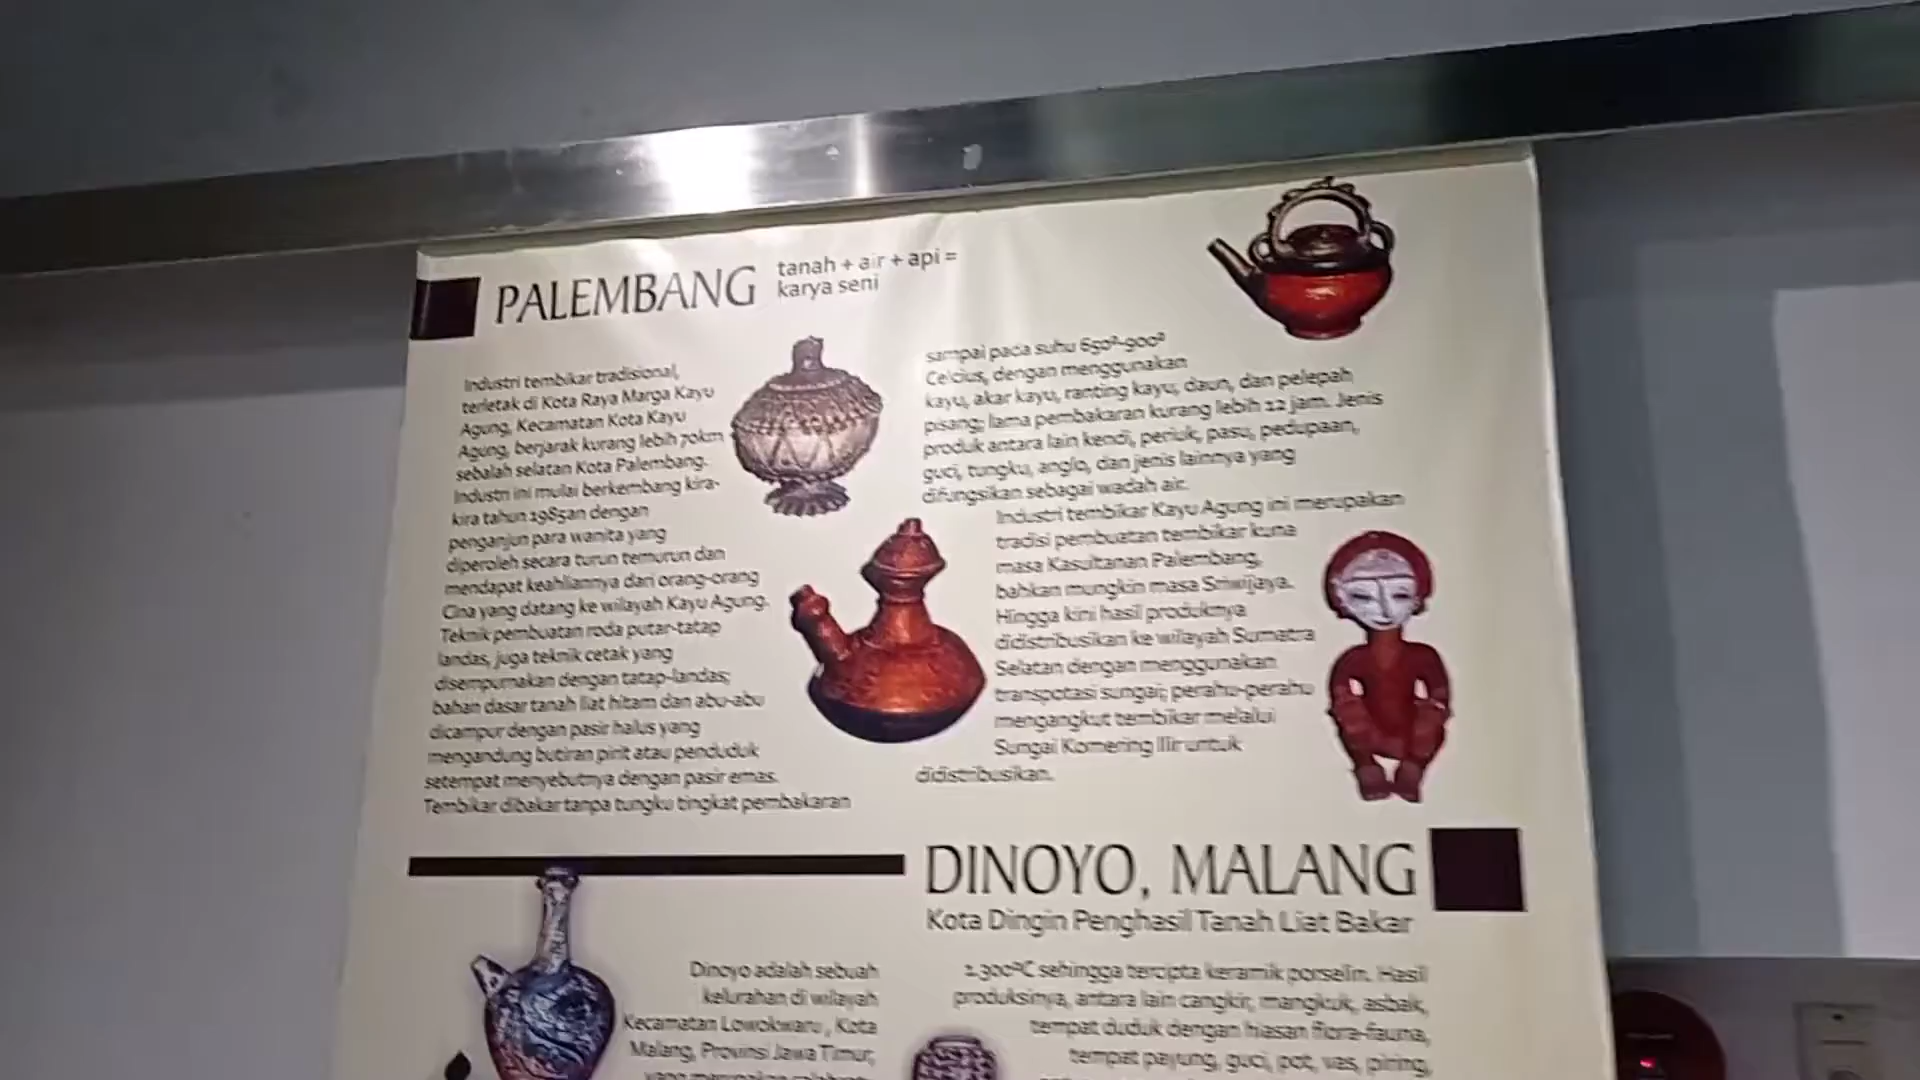 PALEMBANG
tanah + air + api =
karya seni
Industri tembikar tradisional,
terletak di Kota Raya Marga Kayu
Agung, Kecamatan Kota Kayu
Agung, berjarak kurang lebih 70km
sebalah selatan Kota Palembang.
Industri ini mulai berkembang kira-
kira tahun 1985an dengan
penganjun para wanita yang
diperoleh secara turun temurun dan
mendapat keahliannya dari orang-orang
Cina yang datang ke wilayah Kayu Agung.
Teknik pembuatan roda putar-tatap
landas, juga teknik cetak yang
disempurnakan dengan tatap-landas;
bahan dasar tanah liat hitam dan abu-abu
dicampur dengan pasir halus yang
mengandung butiran pirit atau penduduk
setempat menyebutnya dengan pasir emas.
Tembikar dibakar tanpa tungku tingkat pembakaran
sampai pada suhu 650º-900º
Celcius, dengan menggunakan
kayu, akar kayu, ranting kayu, daun, dan pelepah
pisang; lama pembakaran kurang lebih 12 jam. Jenis
produk antara lain kendi, periuk, pasu, pedupaan,
guci, tungku, anglo, dan jenis lainnya yang
difungsikan sebagai wadah air.
Industri tembikar Kayu Agung ini merupakan
tradisi pembuatan tembikar kuna
masa Kasultanan Palembang,
bahkan mungkin masa Sriwijaya.
Hingga kini hasil produknya
didistribusikan ke wilayah Sumatra
Selatan dengan menggunakan
transpotasi sungai; perahu-perahu
mengangkut tembikar melalui
Sungai Komering Ilir untuk
didistribusikan.
DINOYO, MALANG
Kota Dingin Penghasil Tanah Liat Bakar
Dinoyo adalah sebuah
kelurahan di wilayah
Kecamatan Lowokwaru, Kota
Malang, Provinsi Jawa Timur,
yang merupakan
1.300ºC sehingga tercipta keramik porselin. Hasil
produksinya, antara lain cangkir, mangkuk, asbak,
tempat duduk dengan hiasan flora-fauna,
tempat payung, guci, pot, vas, piring,